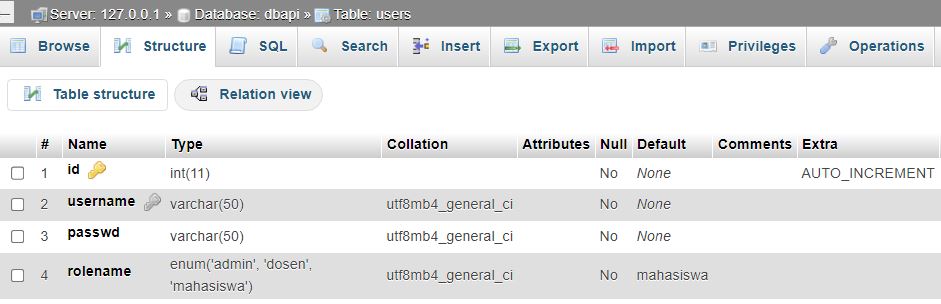 Server: 127.0.0.1 » Database: dbapi » Table: users
Browse Structure SQL Search Insert Export Import Privileges Operations
Table structure Relation view
# Name Type Collation Attributes Null Default Comments Extra
1 id int(11) No None AUTO_INCREMENT
2 username varchar(50) utf8mb4_general_ci No None
3 passwd varchar(50) utf8mb4_general_ci No None
4 rolename enum('admin', 'dosen', utf8mb4_general_ci No mahasiswa
'mahasiswa')